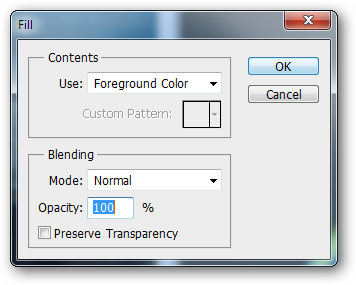 Fill
Contents
Use: Foreground Color
Custom Pattern:
OK
Cancel
Blending
Mode: Normal
Opacity: 100 %
Preserve Transparency